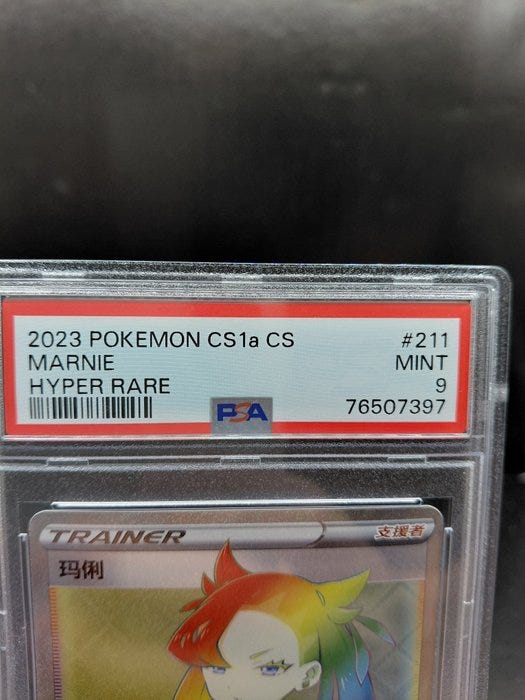 2023 POKEMON CS1a CS #211
MARNIE MINT
HYPER RARE 9
PSA 76507397
TRAINER 支援者
玛俐